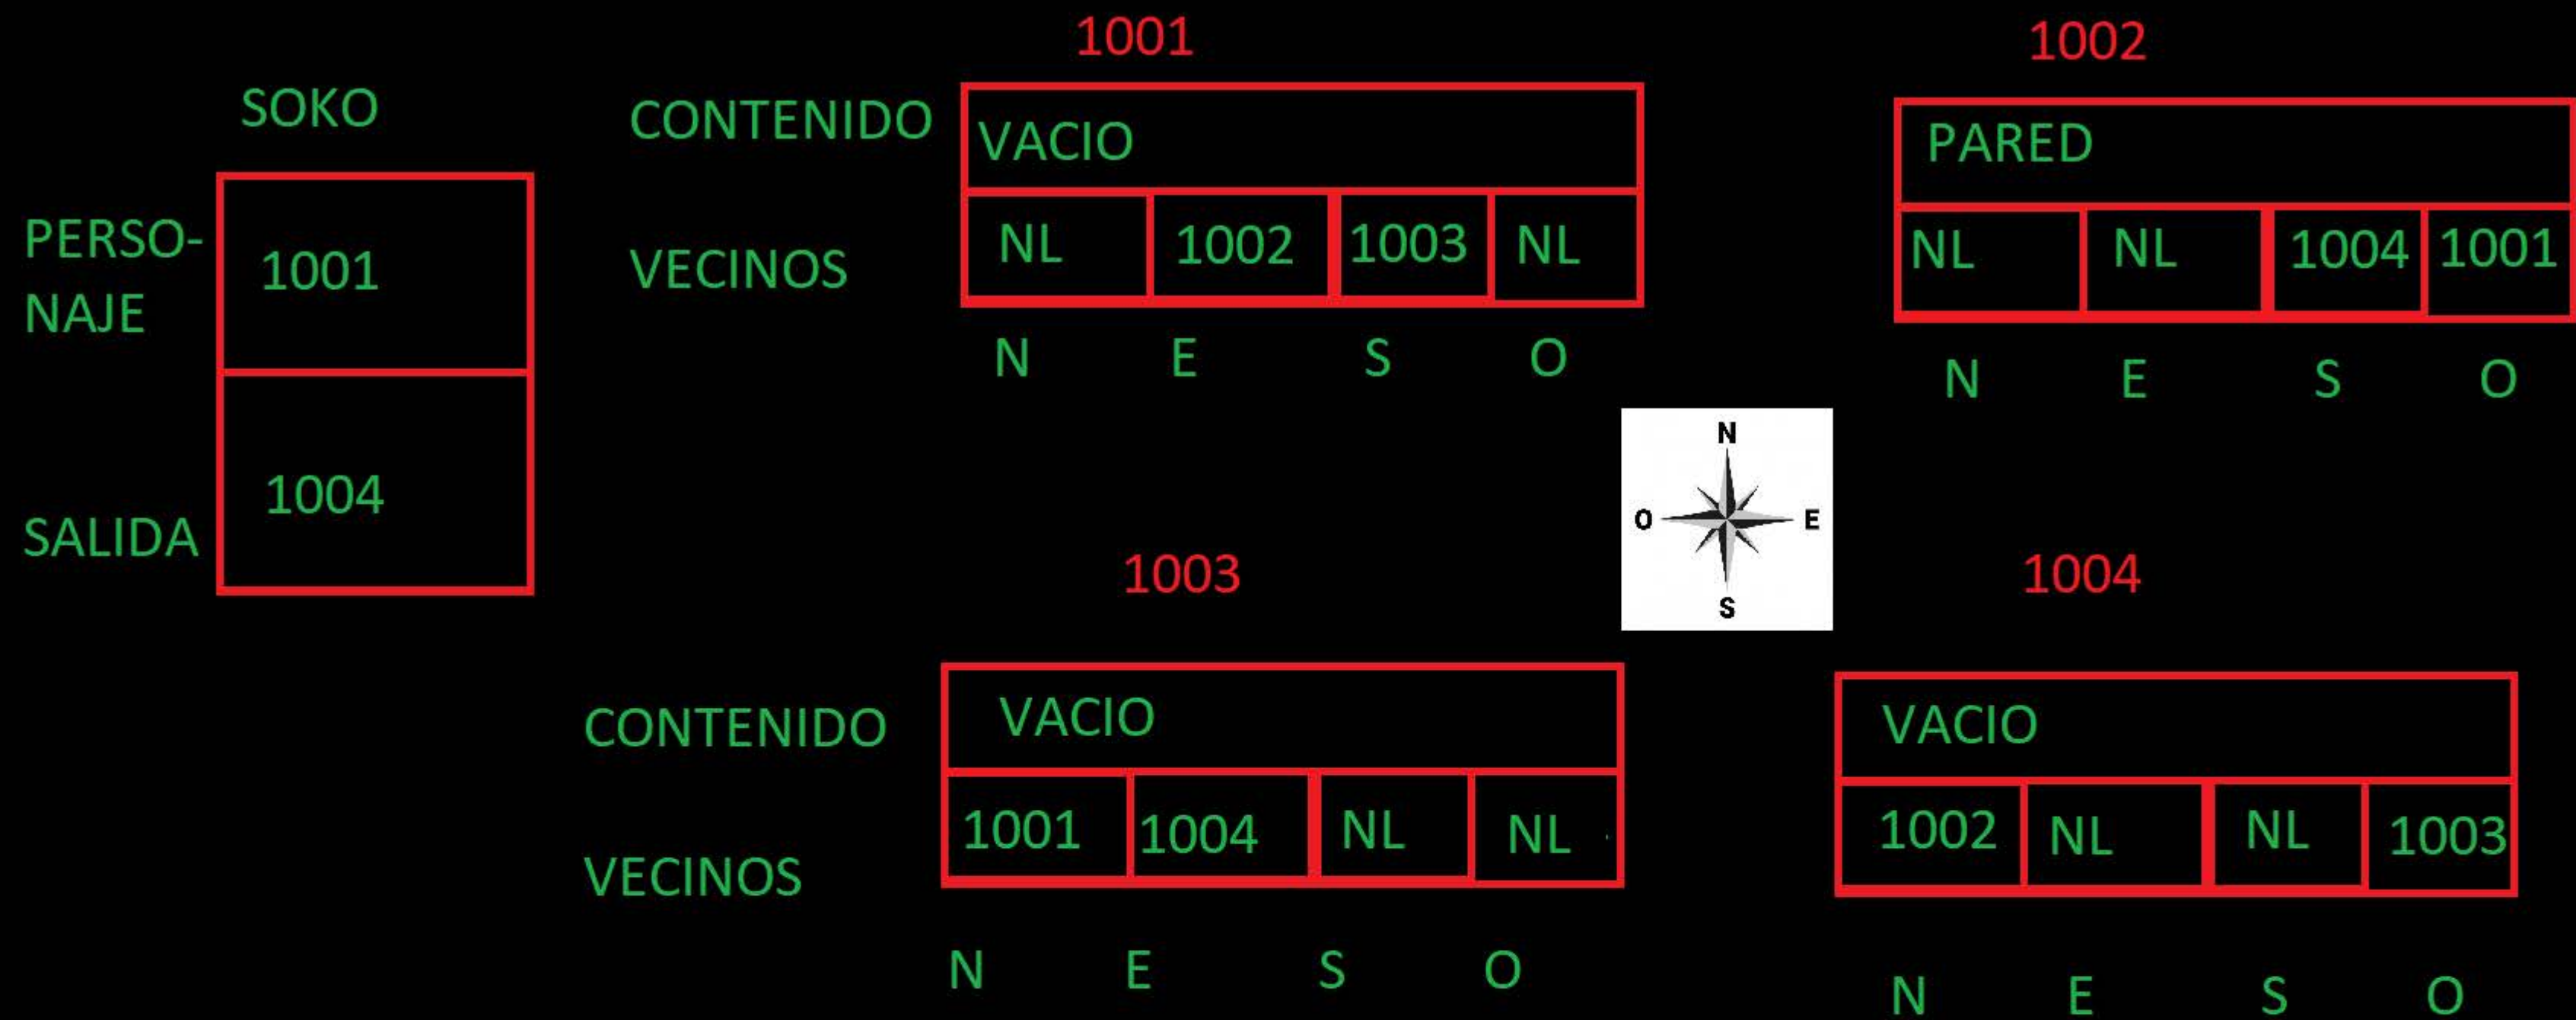 SOKO
PERSO-
NAJE
1001
SALIDA
1004
1001
CONTENIDO
VACIO
VECINOS
NL 1002 1003 NL
N E S O
1002
PARED
NL NL 1004 1001
N E S O
N
O E
S
1003
CONTENIDO
VACIO
VECINOS
1001 1004 NL NL
N E S O
1004
VACIO
1002 NL NL 1003
N E S O